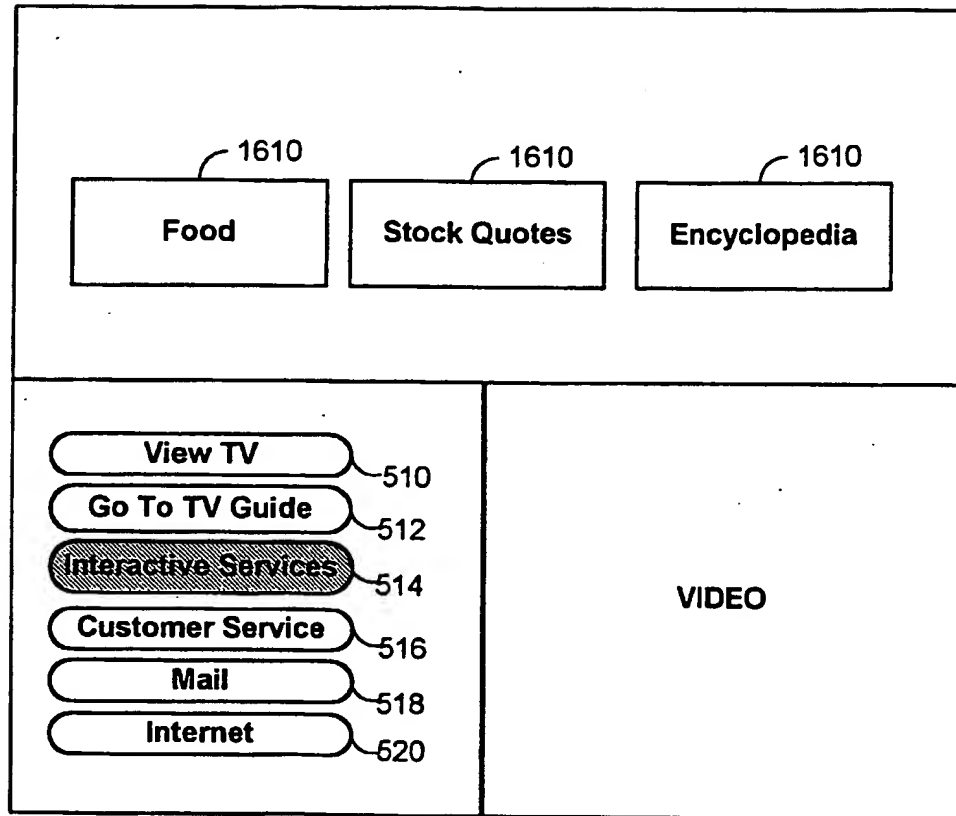 1610 1610 1610
Food Stock Quotes Encyclopedia
View TV
510
Go To TV Guide
512
Interactive Services
514
Customer Service
516
Mail
518
Internet
520
VIDEO